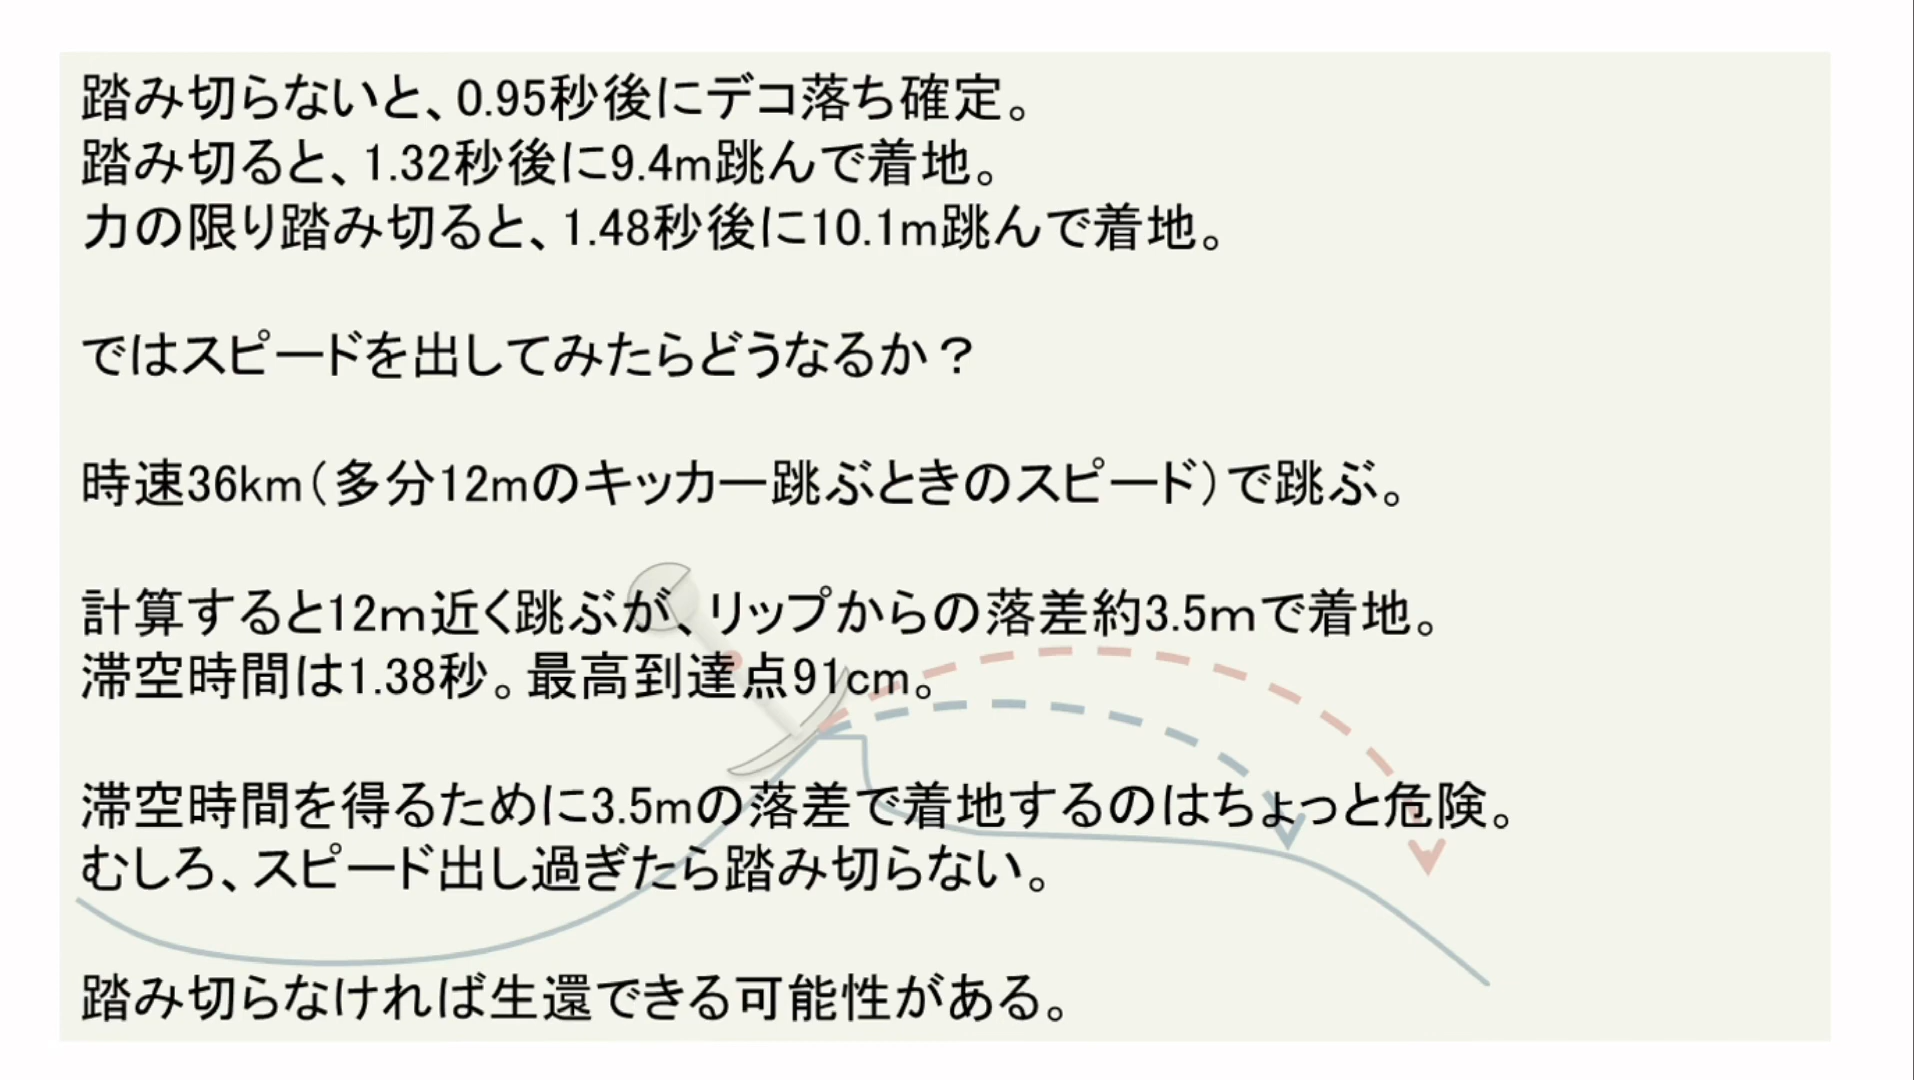 踏み切らないと、0.95秒後にデコ落ち確定。
踏み切ると、1.32秒後に9.4m跳んで着地。
力の限り踏み切ると、1.48秒後に10.1m跳んで着地。
ではスピードを出してみたらどうなるか？
時速36km（多分12mのキッカー跳ぶときのスピード）で跳ぶ。
計算すると12ｍ近く跳ぶが、リップからの落差約3.5ｍで着地。
滞空時間は1.38秒。最高到達点91cm。
滞空時間を得るために3.5mの落差で着地するのはちょっと危険。
むしろ、スピード出し過ぎたら踏み切らない。
踏み切らなければ生還できる可能性がある。